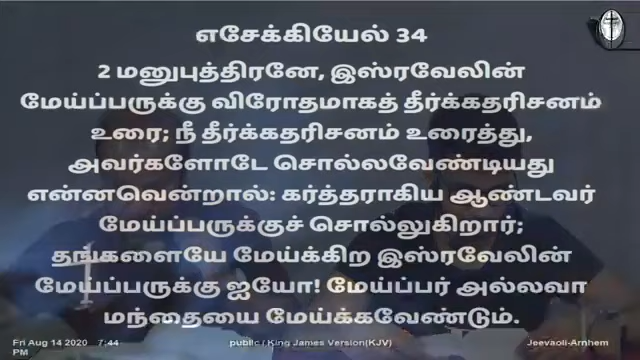 எசேக்கியேல் 34
2 மனுபுத்திரனே, இஸ்ரவேலின்
மேய்ப்பருக்கு விரோதமாகத் தீர்க்கதரிசனம்
உரை; நீ தீர்க்கதரிசனம் உரைத்து,
அவர்களோடே சொல்லவேண்டியது
என்னவென்றால்: கர்த்தராகிய ஆண்டவர்
மேய்ப்பருக்குச் சொல்லுகிறார்;
தங்களையே மேய்க்கிற இஸ்ரவேலின்
மேய்ப்பருக்கு ஐயோ! மேய்ப்பர் அல்லவா
மந்தையை மேய்க்கவேண்டும்.
Fri Aug 14 2020 7:44 PM
public / King James Version(KJV)
Jeevaoli-Arnhem